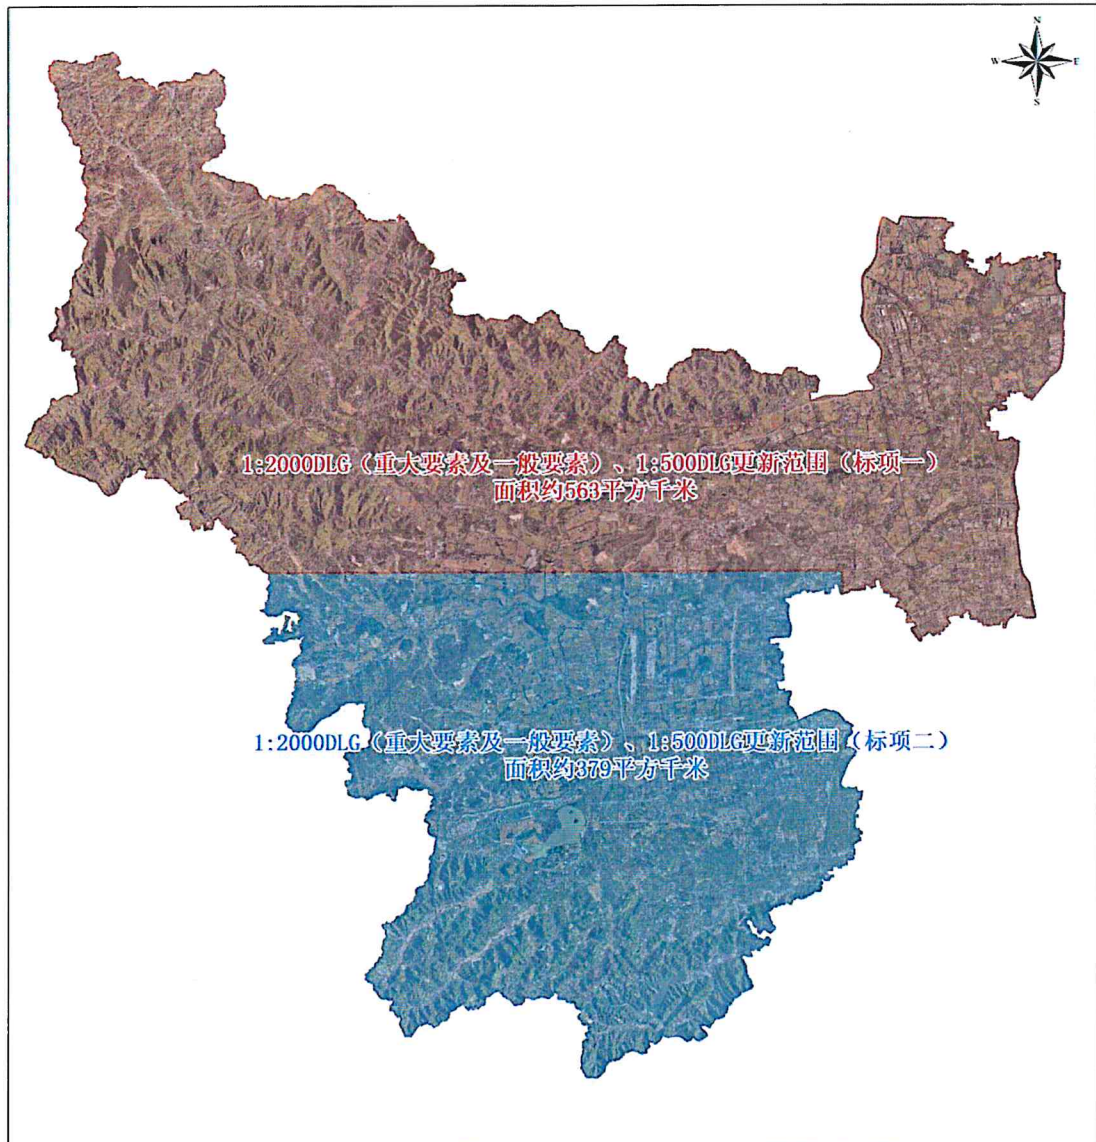 N
W E
S
1:2000DLG（重大要素及一般要素）、1:500DLG更新范围（标项一）
面积约563平方千米
1:2000DLG（重大要素及一般要素）、1:500DLG更新范围（标项二）
面积约379平方千米